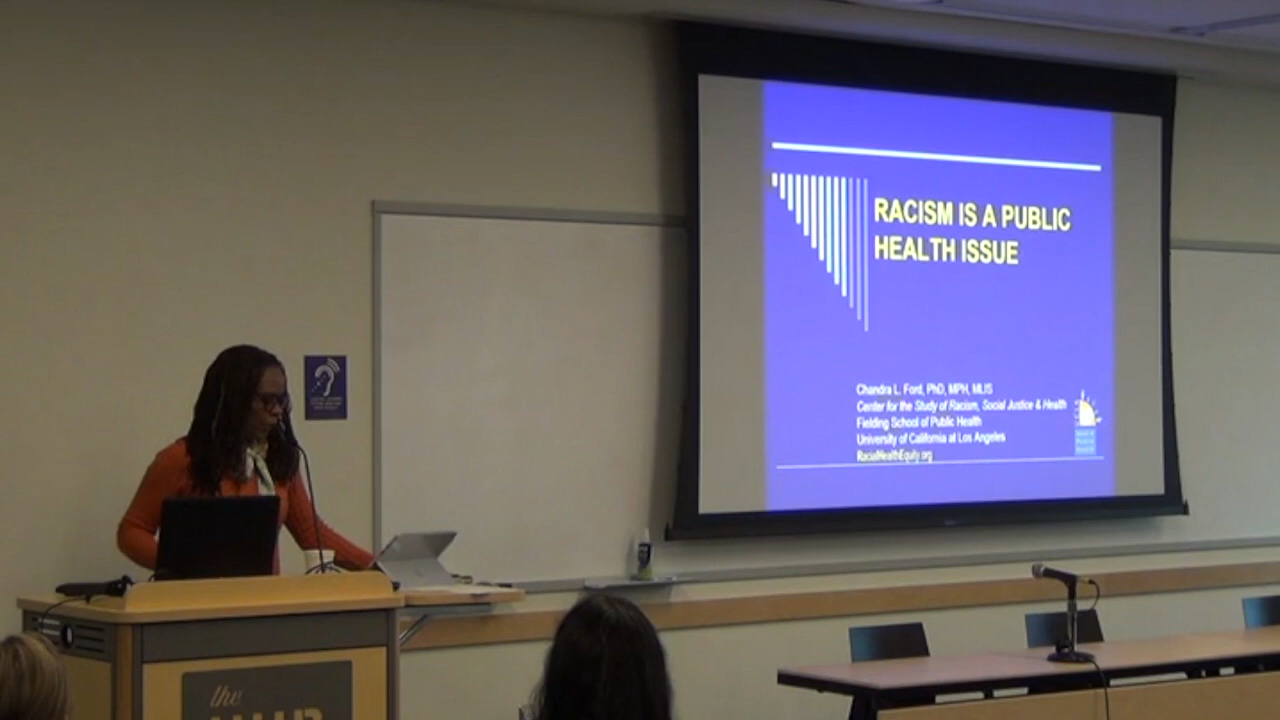 RACISM IS A PUBLIC
HEALTH ISSUE
Chandra L. Ford, PhD, MPH, MLIS
Center for the Study of Racism, Social Justice & Health
Fielding School of Public Health
University of California at Los Angeles
RacialHealthEquity.org
the